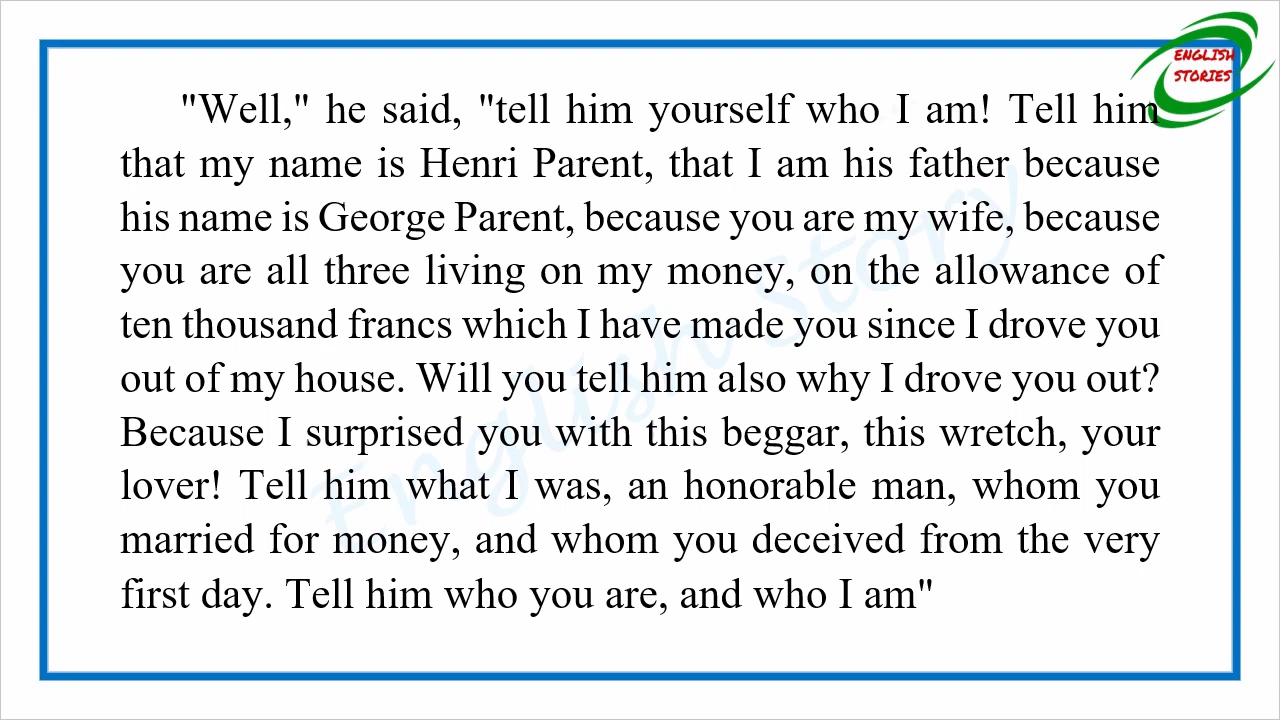 ENGLISH
STORIES
"Well," he said, "tell him yourself who I am! Tell him
that my name is Henri Parent, that I am his father because
his name is George Parent, because you are my wife, because
you are all three living on my money, on the allowance of
ten thousand francs which I have made you since I drove you
out of my house. Will you tell him also why I drove you out?
Because I surprised you with this beggar, this wretch, your
lover! Tell him what I was, an honorable man, whom you
married for money, and whom you deceived from the very
first day. Tell him who you are, and who I am"
English Story